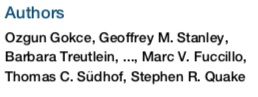 Authors
Ozgun Gokce, Geoffrey M. Stanley,
Barbara Treutlein, ..., Marc V. Fuccillo,
Thomas C. Südhof, Stephen R. Quake